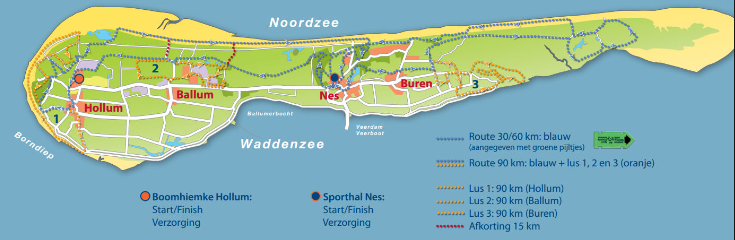 Noordzee
2
Hollum
Ballum
Nes
Buren
3
1
Borndiep
Ballumerbocht
Waddenzee
Veerdam
Veerboot
Route 30/60 km: blauw
(aangegeven met groene pijltjes)
Route 90 km: blauw + lus 1, 2 en 3 (oranje)
Boomhiemke Hollum:
Start/Finish
Verzorging
Sporthal Nes:
Start/Finish
Verzorging
Lus 1: 90 km (Hollum)
Lus 2: 90 km (Ballum)
Lus 3: 90 km (Buren)
Afkorting 15 km